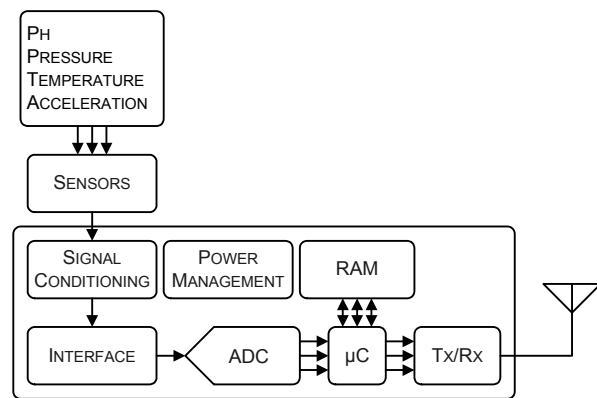 PH
PRESSURE
TEMPERATURE
ACCELERATION
SENSORS
SIGNAL
CONDITIONING
POWER
MANAGEMENT
RAM
INTERFACE
ADC
µC
TX/RX